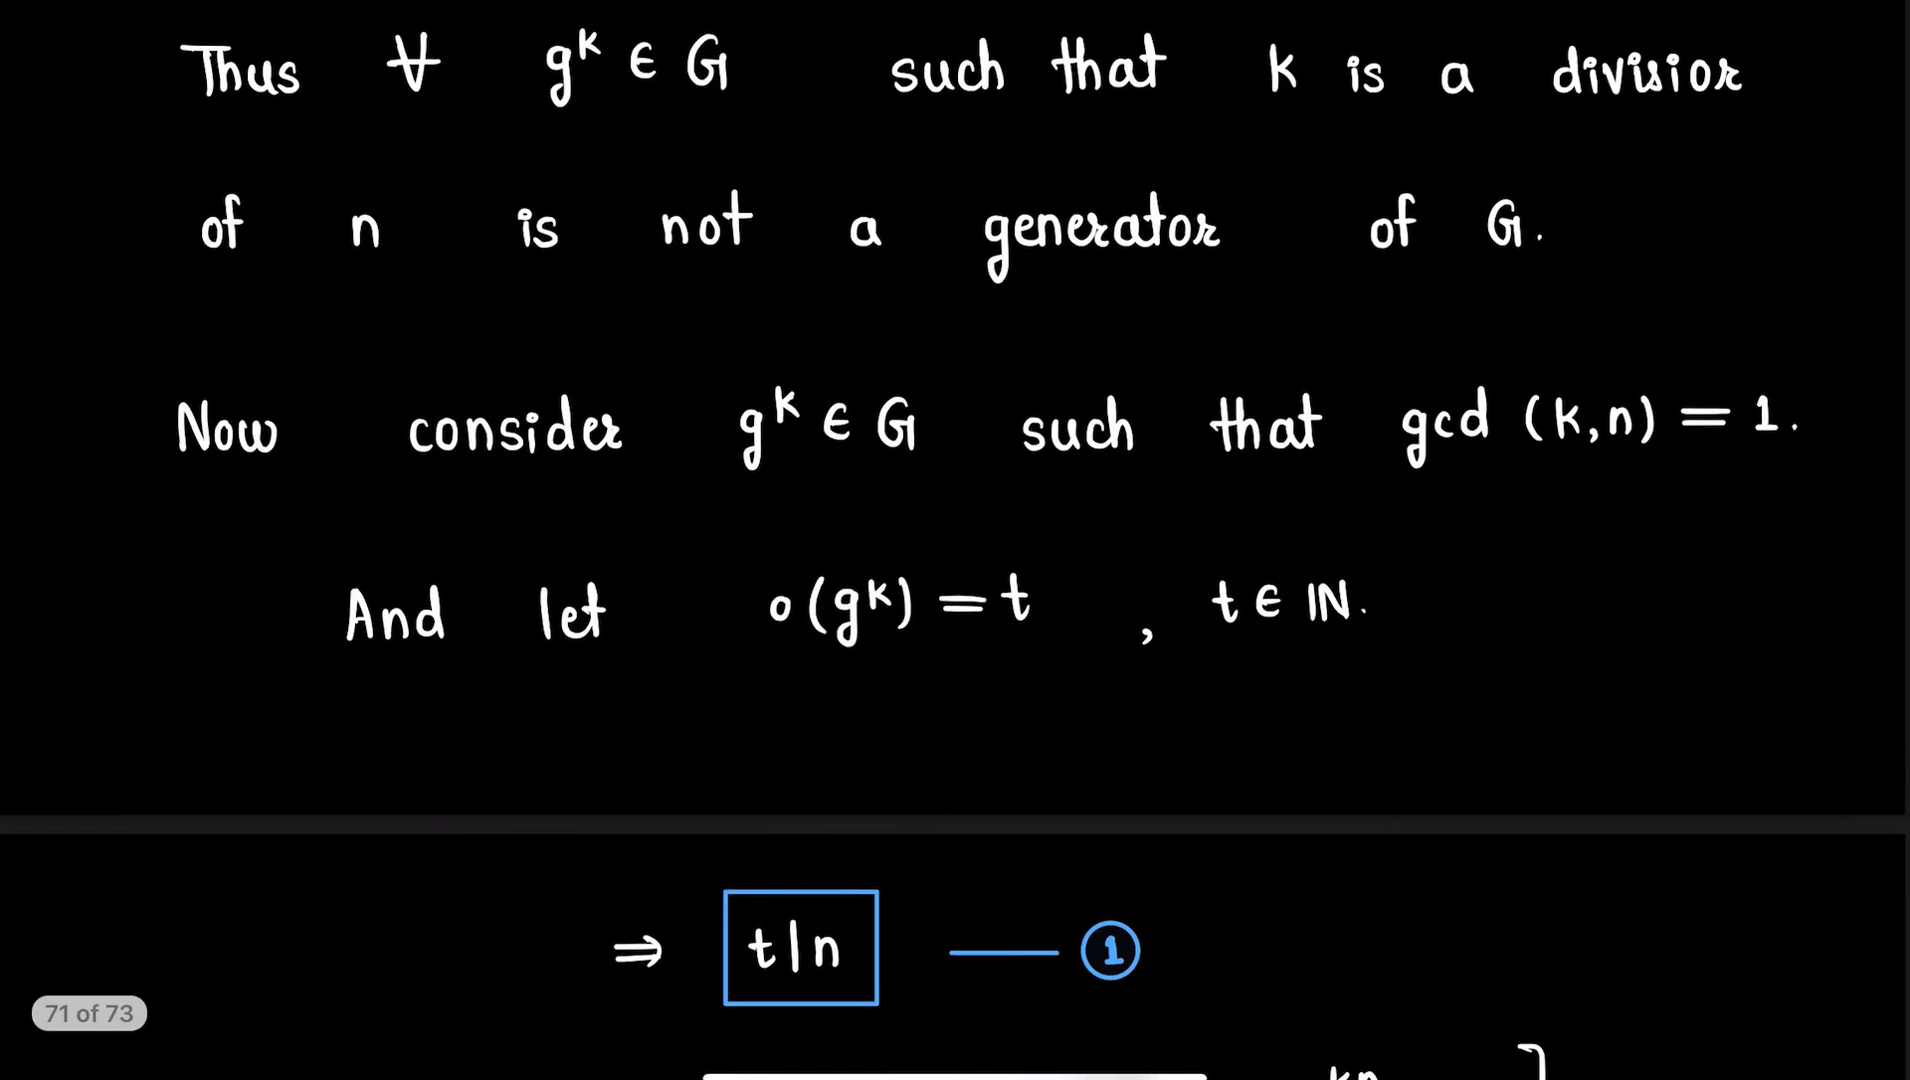 Thus ∀ g^k ∈ G such that k is a divisior
of n is not a generator of G.
Now consider g^k ∈ G such that gcd (k,n) = 1.
And let o(g^k) = t , t ∈ ℕ.
⇒ t|n —— ①
71 of 73